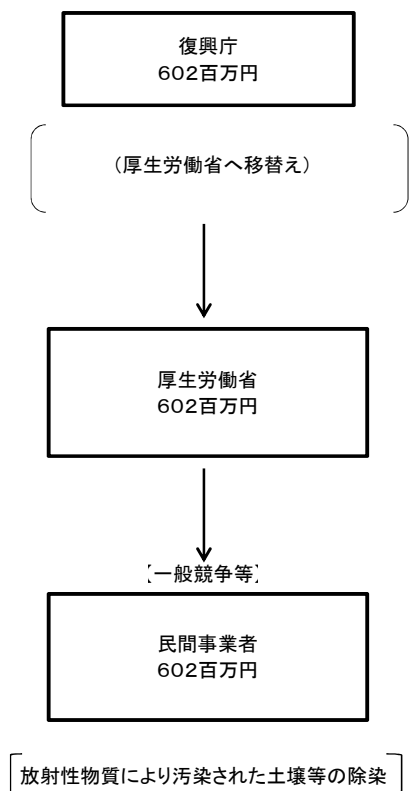 復興庁
602百万円
(厚生労働省へ移替え)
厚生労働省
602百万円
【一般競争等】
民間事業者
602百万円
放射性物質により汚染された土壌等の除染